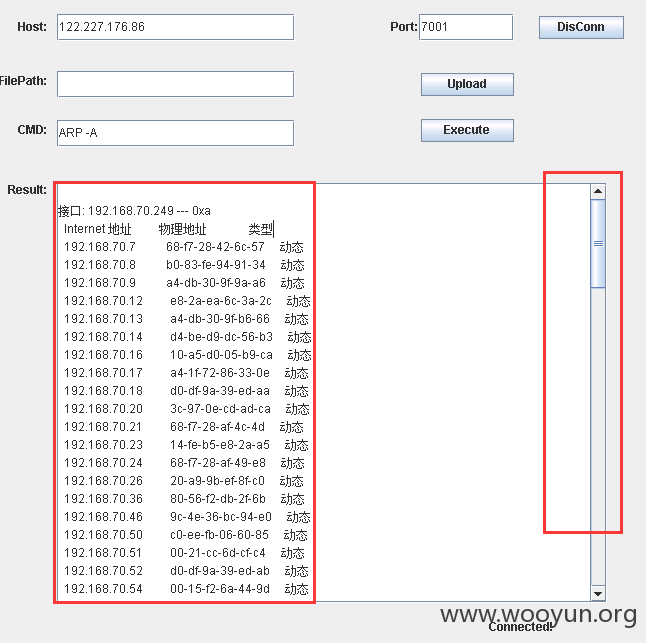 Host: 122.227.176.86 Port: 7001 DisConn
FilePath: Upload
CMD: ARP -A Execute
Result:
接口: 192.168.70.249 --- 0xa
Internet 地址 物理地址 类型
192.168.70.7 68-f7-28-42-6c-57 动态
192.168.70.8 b0-83-fe-94-91-34 动态
192.168.70.9 a4-db-30-9f-9a-a6 动态
192.168.70.12 e8-2a-ea-6c-3a-2c 动态
192.168.70.13 a4-db-30-9f-b6-66 动态
192.168.70.14 d4-be-d9-dc-56-b3 动态
192.168.70.16 10-a5-d0-05-b9-ca 动态
192.168.70.17 a4-1f-72-86-33-0e 动态
192.168.70.18 d0-df-9a-39-ed-aa 动态
192.168.70.20 3c-97-0e-cd-ad-ca 动态
192.168.70.21 68-f7-28-af-4c-4d 动态
192.168.70.23 14-fe-b5-e8-2a-a5 动态
192.168.70.24 68-f7-28-af-49-e8 动态
192.168.70.26 20-a9-9b-ef-8f-c0 动态
192.168.70.36 80-56-f2-db-2f-6b 动态
192.168.70.46 9c-4e-36-bc-94-e0 动态
192.168.70.50 c0-ee-fb-06-60-85 动态
192.168.70.51 00-21-cc-6d-cf-c4 动态
192.168.70.52 d0-df-9a-39-ed-ab 动态
192.168.70.54 00-15-f2-6a-44-9d 动态
www.wooyun.org
Connected!